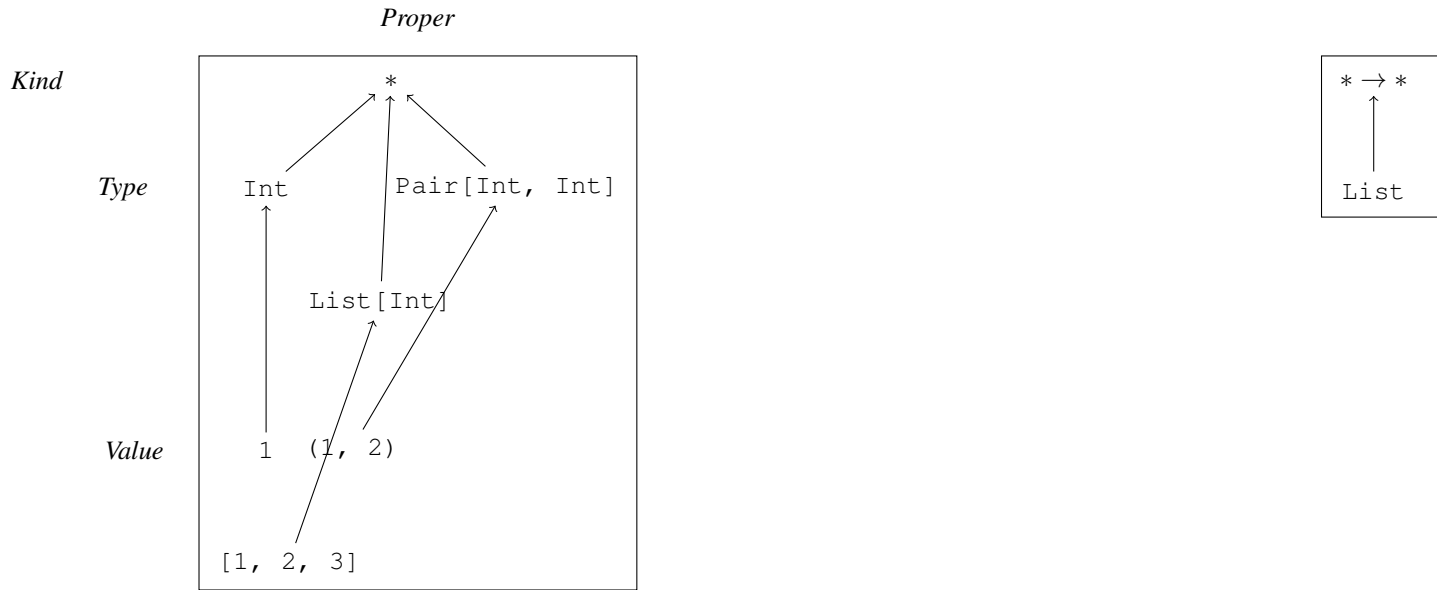 Proper
Kind * * → *
Type Int Pair[Int, Int] List
List[Int]
Value 1 (1, 2)
[1, 2, 3]